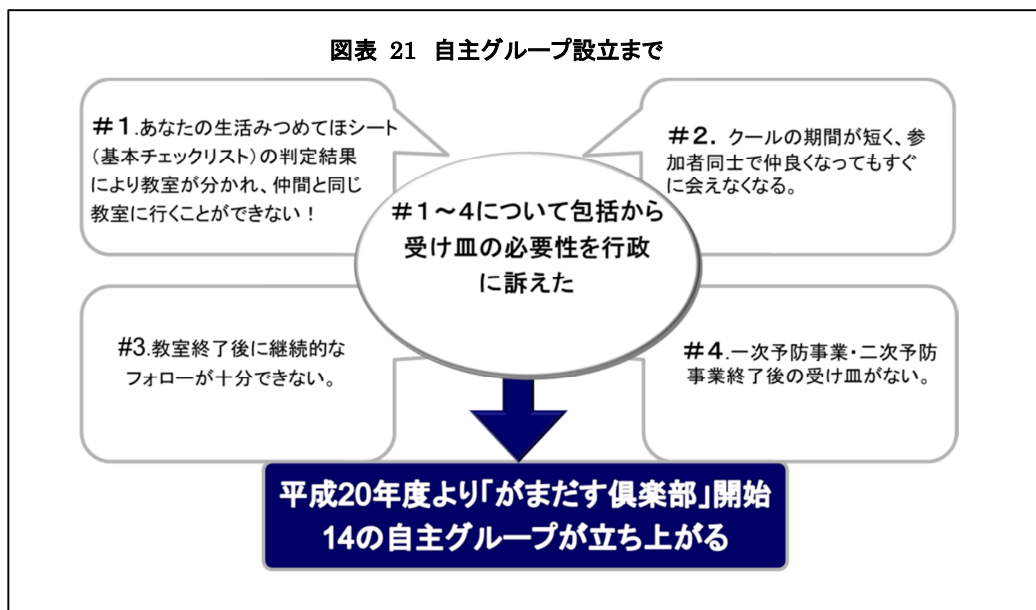 図表 21 自主グループ設立まで
#1.あなたの生活みつめてほシート
(基本チェックリスト)の判定結果
により教室が分かれ、仲間と同じ
教室に行くことができない!
#2. クールの期間が短く、参
加者同士で仲良くなってもすぐ
に会えなくなる。
#1~4について包括から
受け皿の必要性を行政
に訴えた
#3.教室終了後に継続的な
フォローが十分できない。
#4.一次予防事業・二次予防
事業終了後の受け皿がない。
平成20年度より「がまだす倶楽部」開始
14の自主グループが立ち上がる